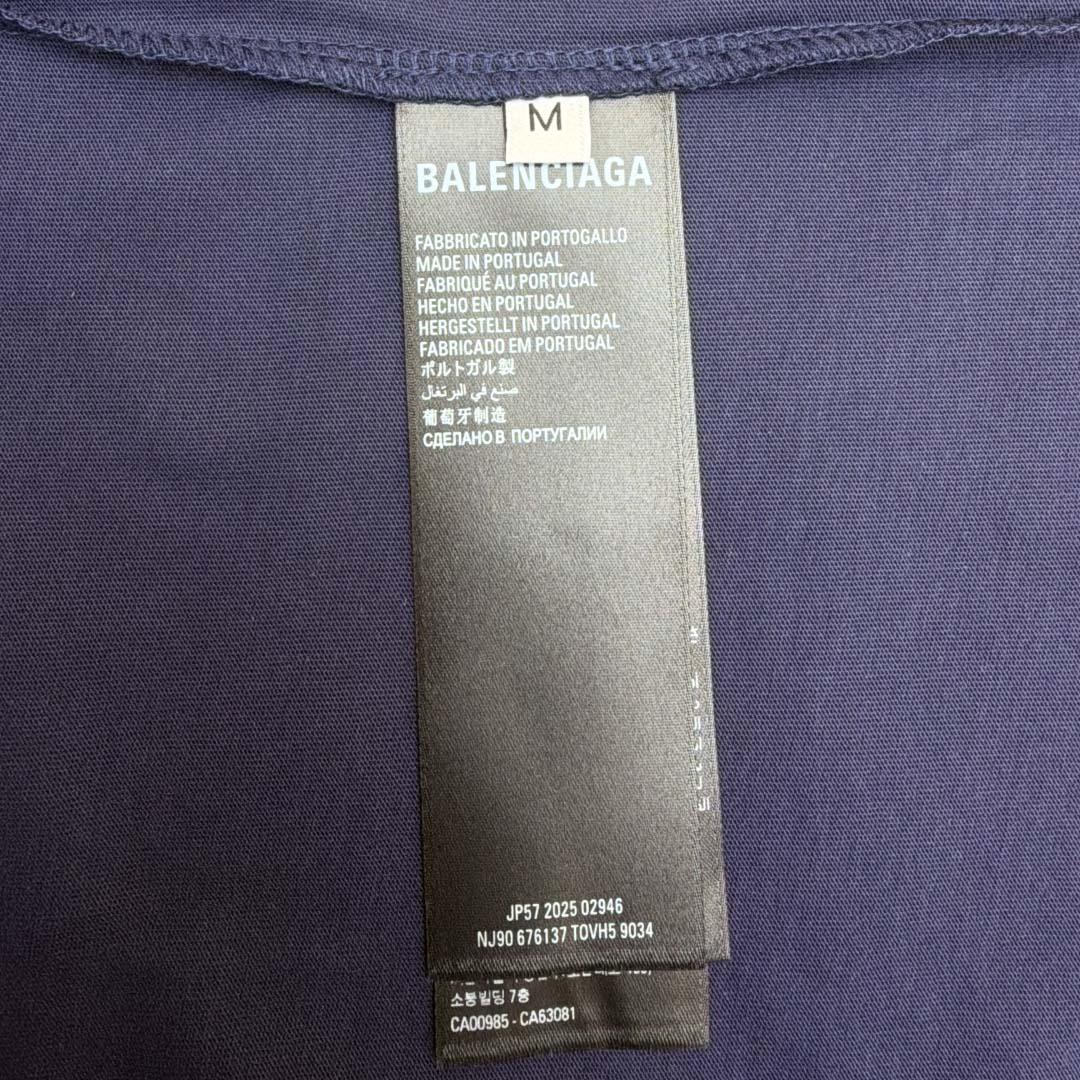 M
BALENCIAGA
FABBRICATO IN PORTOGALLO
MADE IN PORTUGAL
FABRIQUÉ AU PORTUGAL
HECHO EN PORTUGAL
HERGESTELLT IN PORTUGAL
FABRICADO EM PORTUGAL
ポルトガル製
صنع في البرتغال
葡萄牙制造
СДЕЛАНО В ПОРТУГАЛИИ
JP57 2025 02946
NJ90 676137 TOVH5 9034
소통빌딩 7층
CA00985 - CA63081